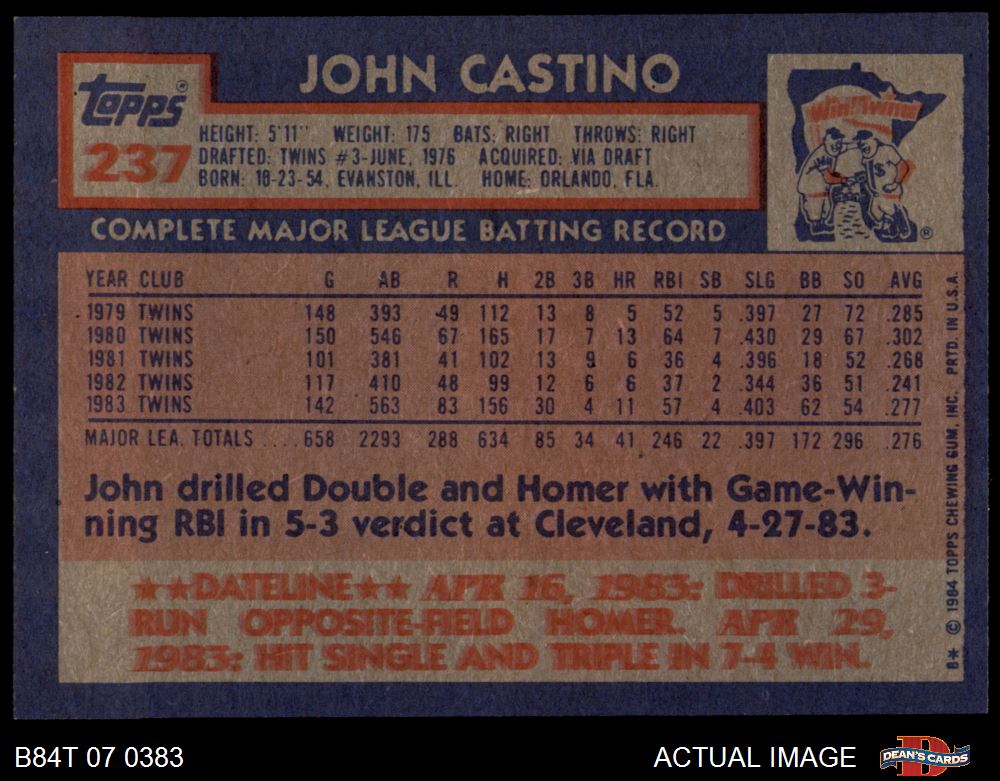 JOHN CASTINO
topps®
237
HEIGHT: 5'11" WEIGHT: 175 BATS: RIGHT THROWS: RIGHT
DRAFTED: TWINS #3-JUNE, 1976 ACQUIRED: VIA DRAFT
BORN: 10-23-54, EVANSTON, ILL. HOME: ORLANDO, FLA.
Win! Twins!
®
COMPLETE MAJOR LEAGUE BATTING RECORD
YEAR CLUB G AB R H 2B 3B HR RBI SB SLG BB SO AVG
1979 TWINS 148 393 49 112 13 8 5 52 5 .397 27 72 .285
1980 TWINS 150 546 67 165 17 7 13 64 7 .430 29 67 .302
1981 TWINS 101 381 41 102 13 9 6 36 4 .396 18 52 .268
1982 TWINS 117 410 48 99 12 6 6 37 2 .344 36 51 .241
1983 TWINS 142 563 83 156 30 4 11 57 4 .403 62 54 .277
MAJOR LEA. TOTALS .... 658 2293 288 634 85 34 41 246 22 .397 172 296 .276
John drilled Double and Homer with Game-Win-
ning RBI in 5-3 verdict at Cleveland, 4-27-83.
★★DATELINE★★ APR 16, 1983: DRILLED 3-
RUN OPPOSITE-FIELD HOMER. APR 29,
1983: HIT SINGLE AND TRIPLE IN 7-4 WIN.
B* © 1984 TOPPS CHEWING GUM, INC. PRTD. IN U.S.A.
B84T 07 0383
ACTUAL IMAGE
DEAN'S CARDS